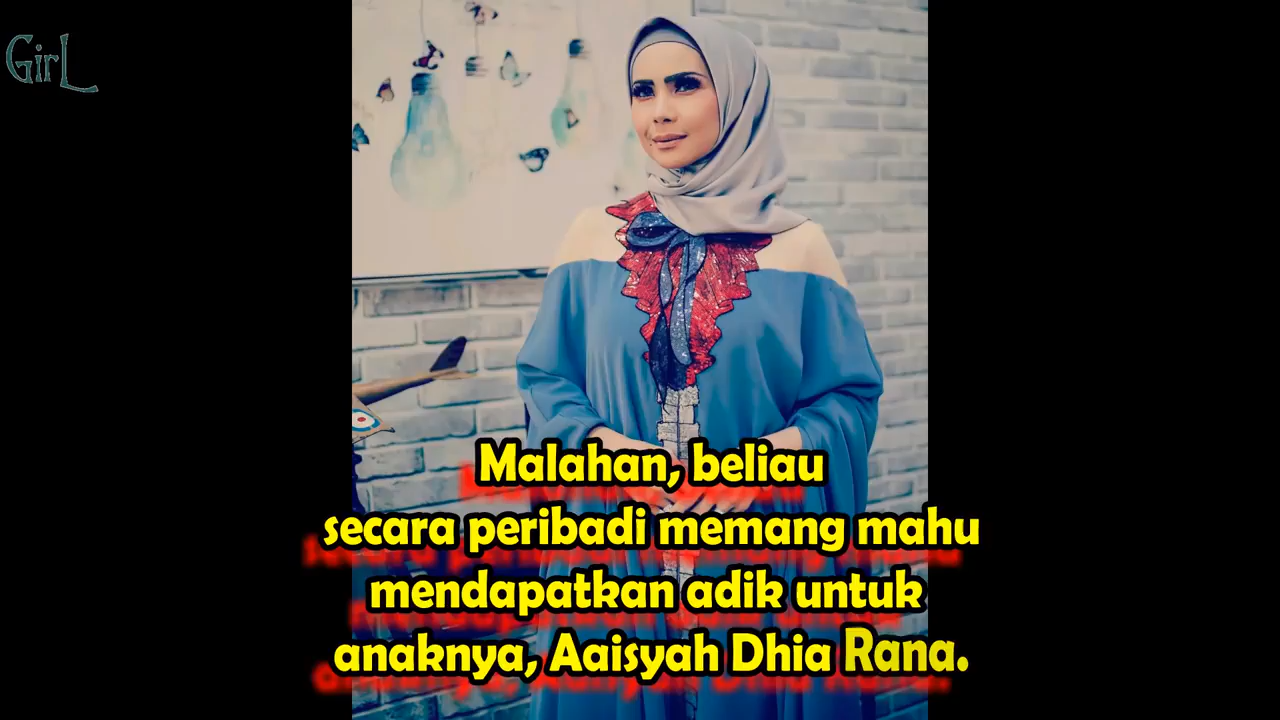 GirL
Malahan, beliau
secara peribadi memang mahu
mendapatkan adik untuk
anaknya, Aaisyah Dhia Rana.